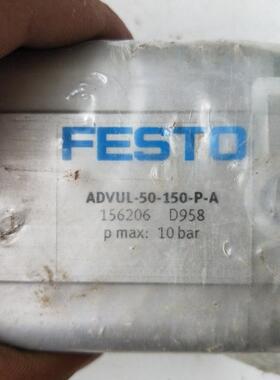 FESTO
ADVUL-50-150-P-A
156206 D958
p max: 10 bar